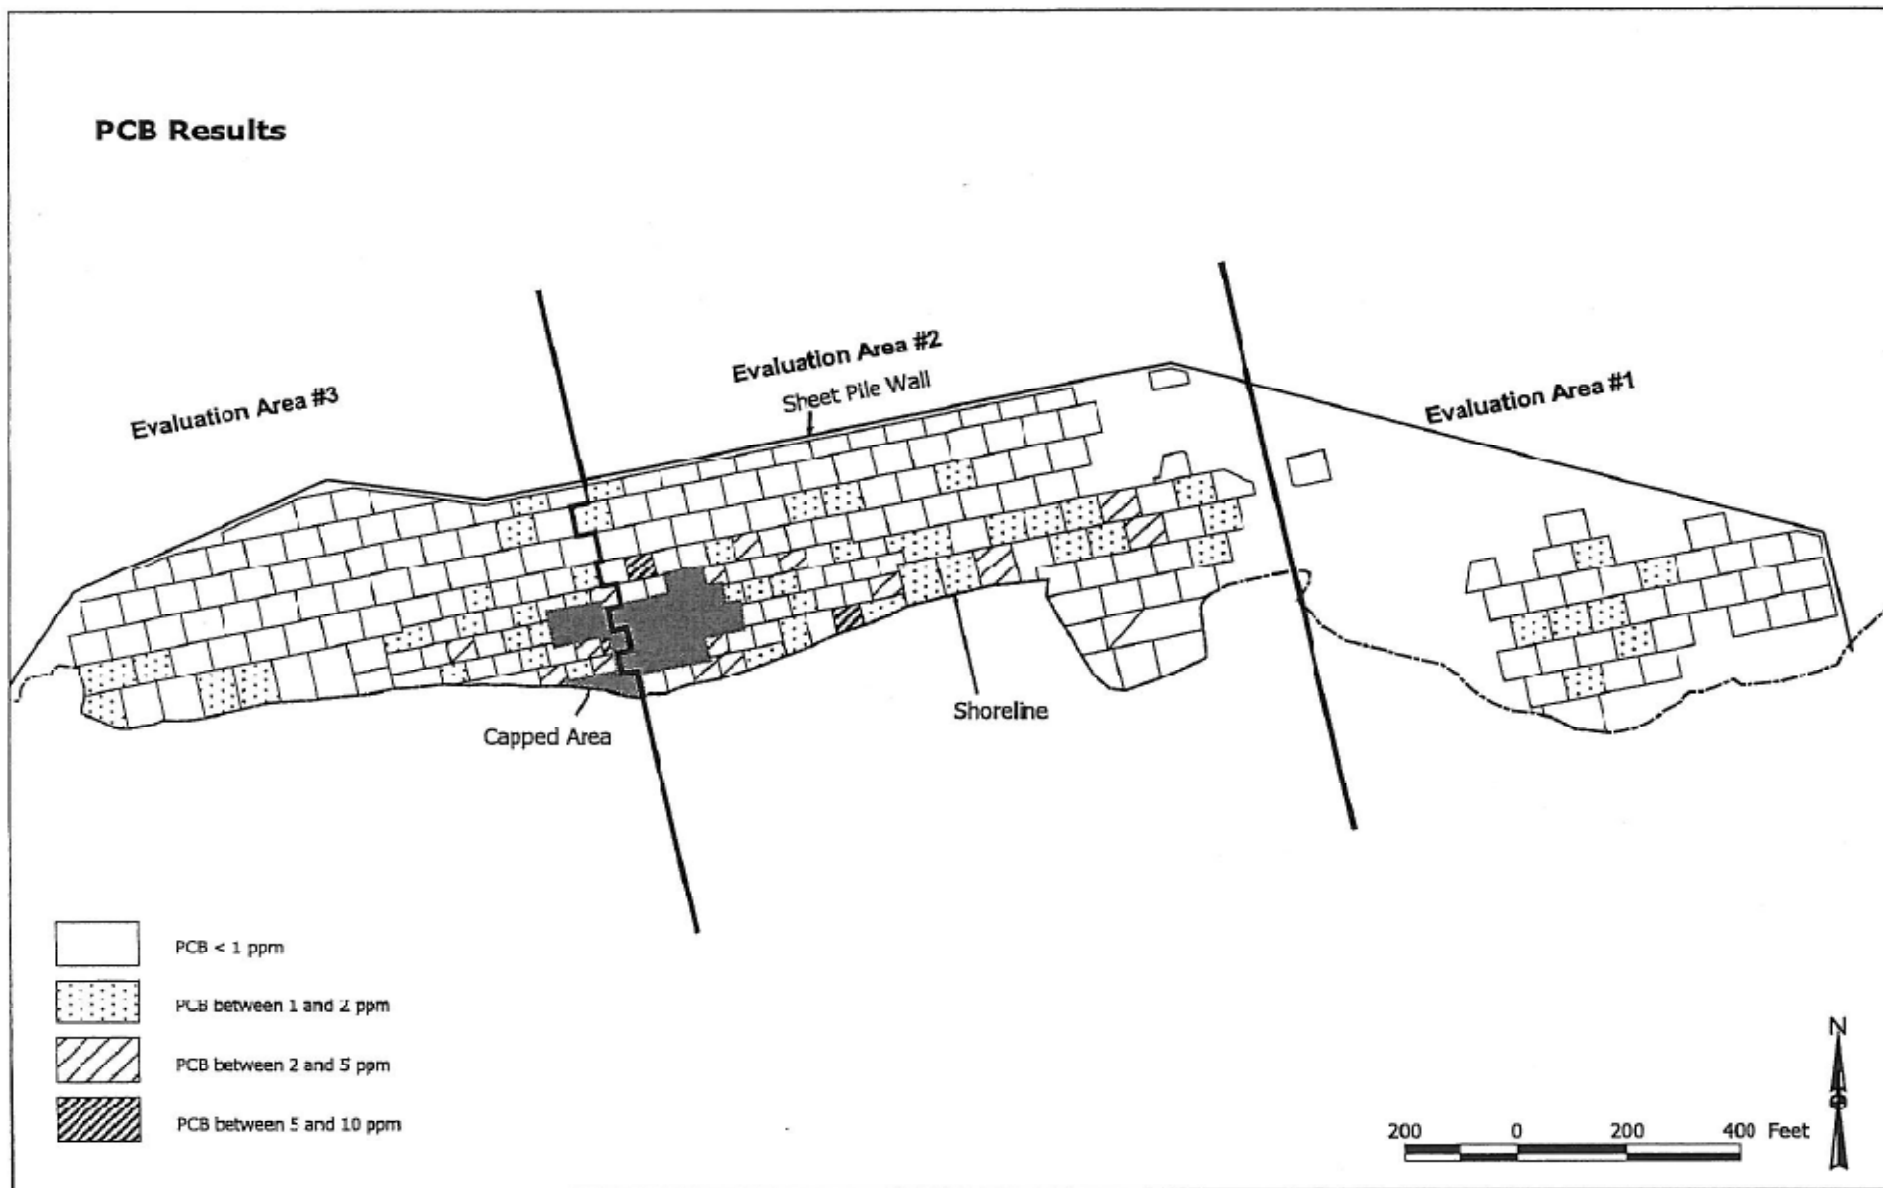 PCB Results
Evaluation Area #2
Sheet Pile Wall
Evaluation Area #3
Evaluation Area #1
Shoreline
Capped Area
PCB < 1 ppm
PCB between 1 and 2 ppm
PCB between 2 and 5 ppm
PCB between 5 and 10 ppm
N
200 0 200 400 Feet